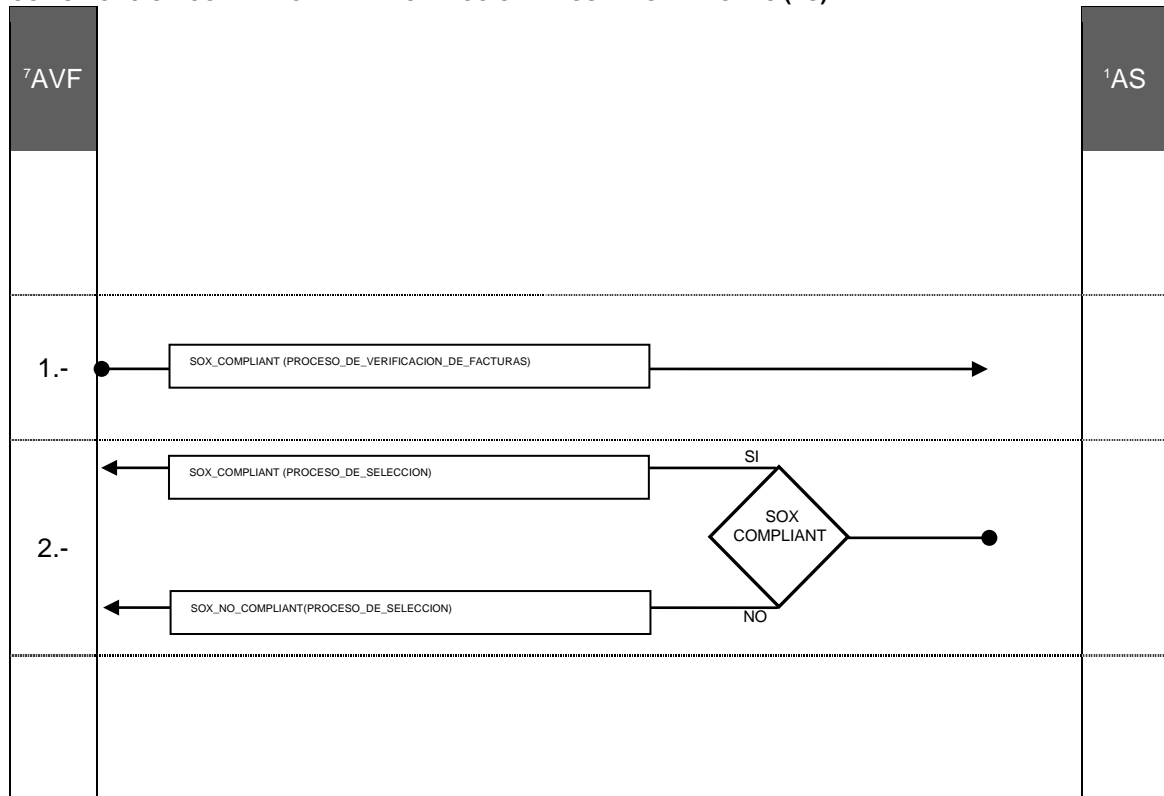 ⁷AVF
¹AS
1.-
SOX_COMPLIANT (PROCESO_DE_VERIFICACION_DE_FACTURAS)
SI
SOX_COMPLIANT (PROCESO_DE_SELECCION)
SOX
COMPLIANT
2.-
SOX_NO_COMPLIANT(PROCESO_DE_SELECCION)
NO